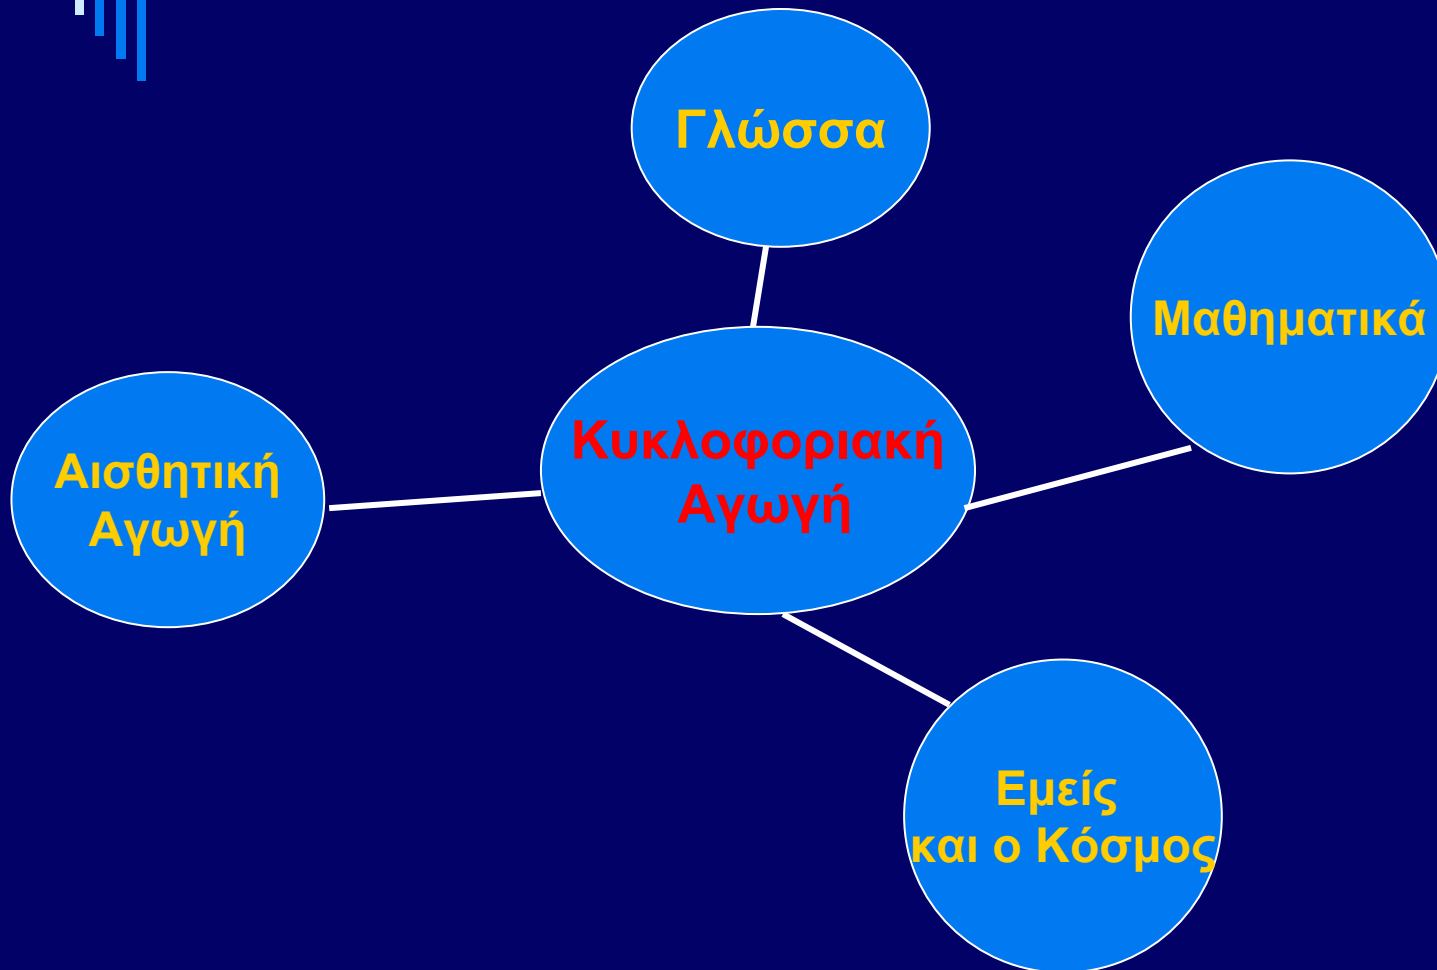 Γλώσσα
Μαθηματικά
Κυκλοφοριακή
Αγωγή
Αισθητική
Αγωγή
Εμείς
και ο Κόσμος